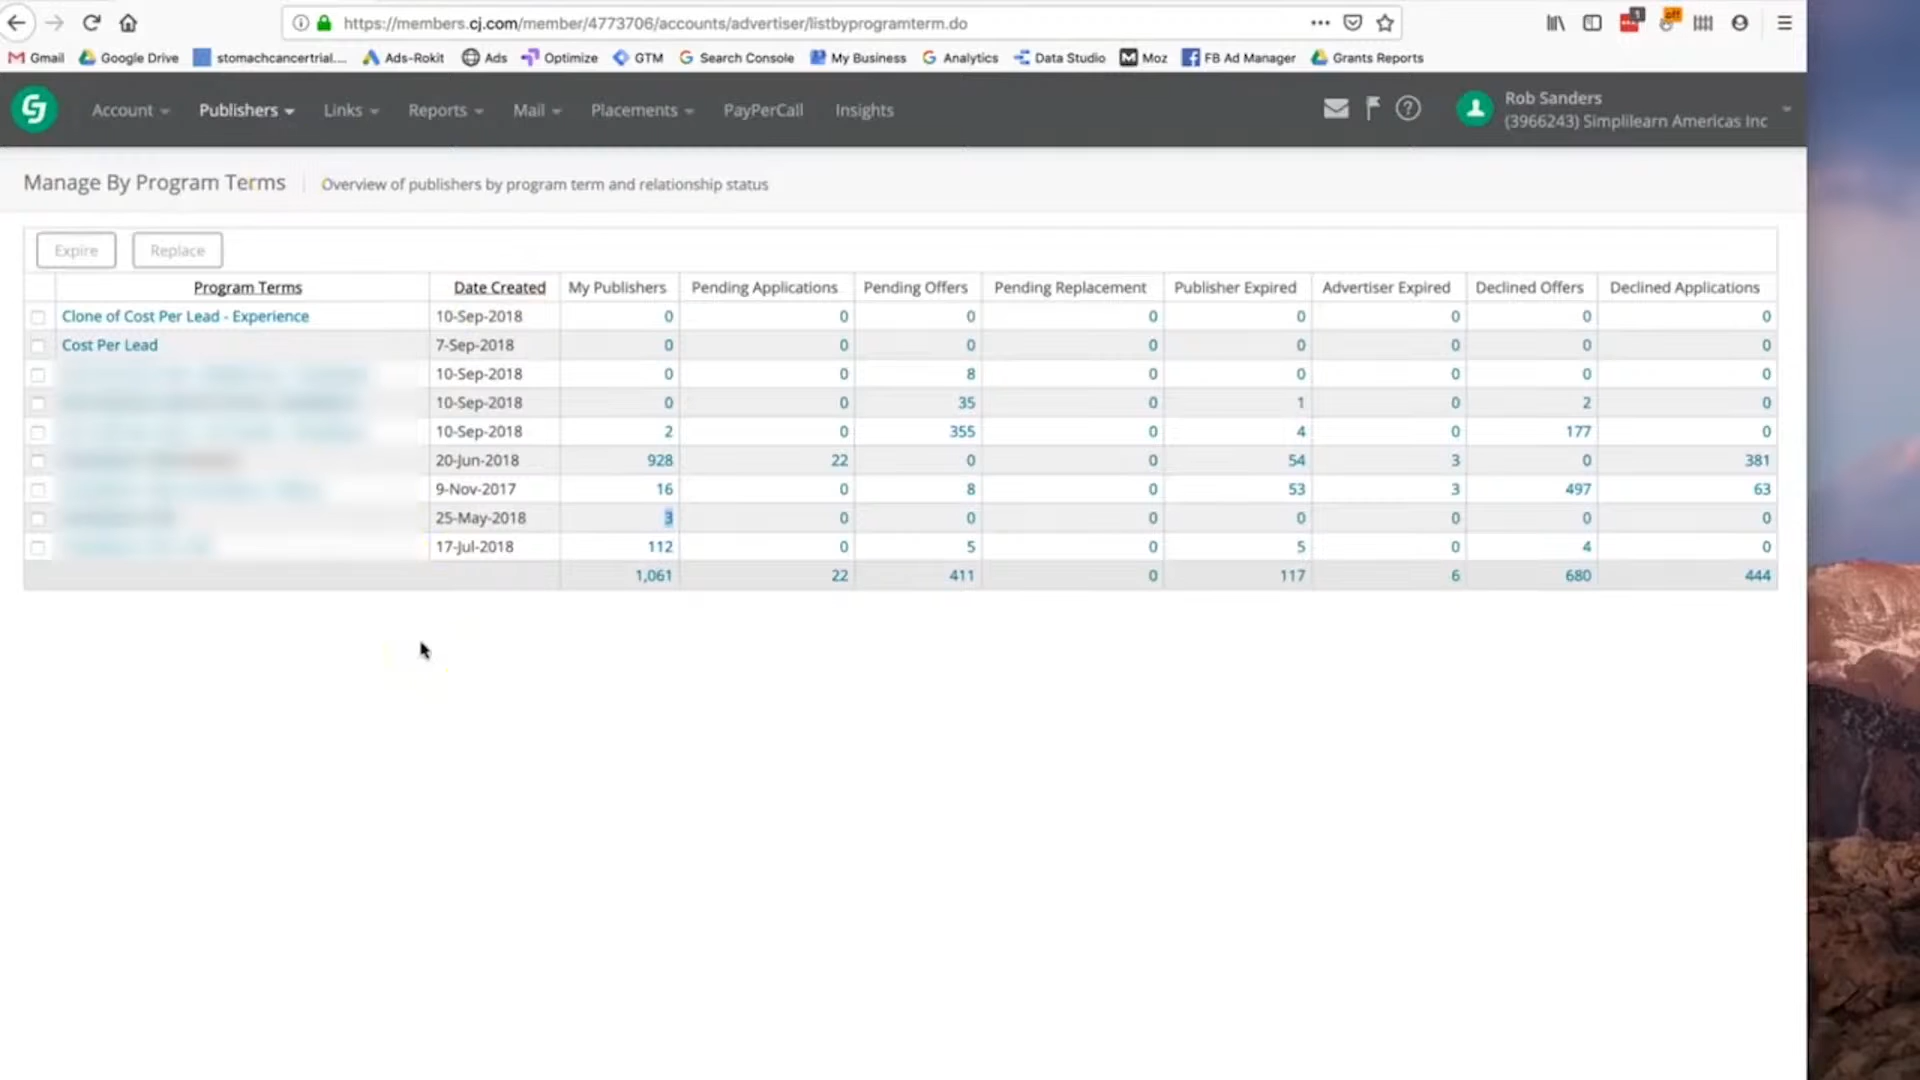 https://members.cj.com/member/4773706/accounts/advertiser/listbyprogramterm.do
Gmail Google Drive stomachcancertrial.... Ads-Rokit Ads Optimize GTM Search Console My Business Analytics Data Studio Moz FB Ad Manager Grants Reports
Account Publishers Links Reports Mail Placements PayPerCall Insights
Rob Sanders
(3966243) Simplilearn Americas Inc
Manage By Program Terms Overview of publishers by program term and relationship status
Expire Replace
Program Terms Date Created My Publishers Pending Applications Pending Offers Pending Replacement Publisher Expired Advertiser Expired Declined Offers Declined Applications
Clone of Cost Per Lead - Experience 10-Sep-2018 0 0 0 0 0 0 0 0
Cost Per Lead 7-Sep-2018 0 0 0 0 0 0 0 0
10-Sep-2018 0 0 8 0 0 0 0 0
10-Sep-2018 0 0 35 0 1 0 2 0
10-Sep-2018 2 0 355 0 4 0 177 0
20-Jun-2018 928 22 0 0 54 3 0 381
9-Nov-2017 16 0 8 0 53 3 497 63
25-May-2018 3 0 0 0 0 0 0 0
17-Jul-2018 112 0 5 0 5 0 4 0
1,061 22 411 0 117 6 680 444